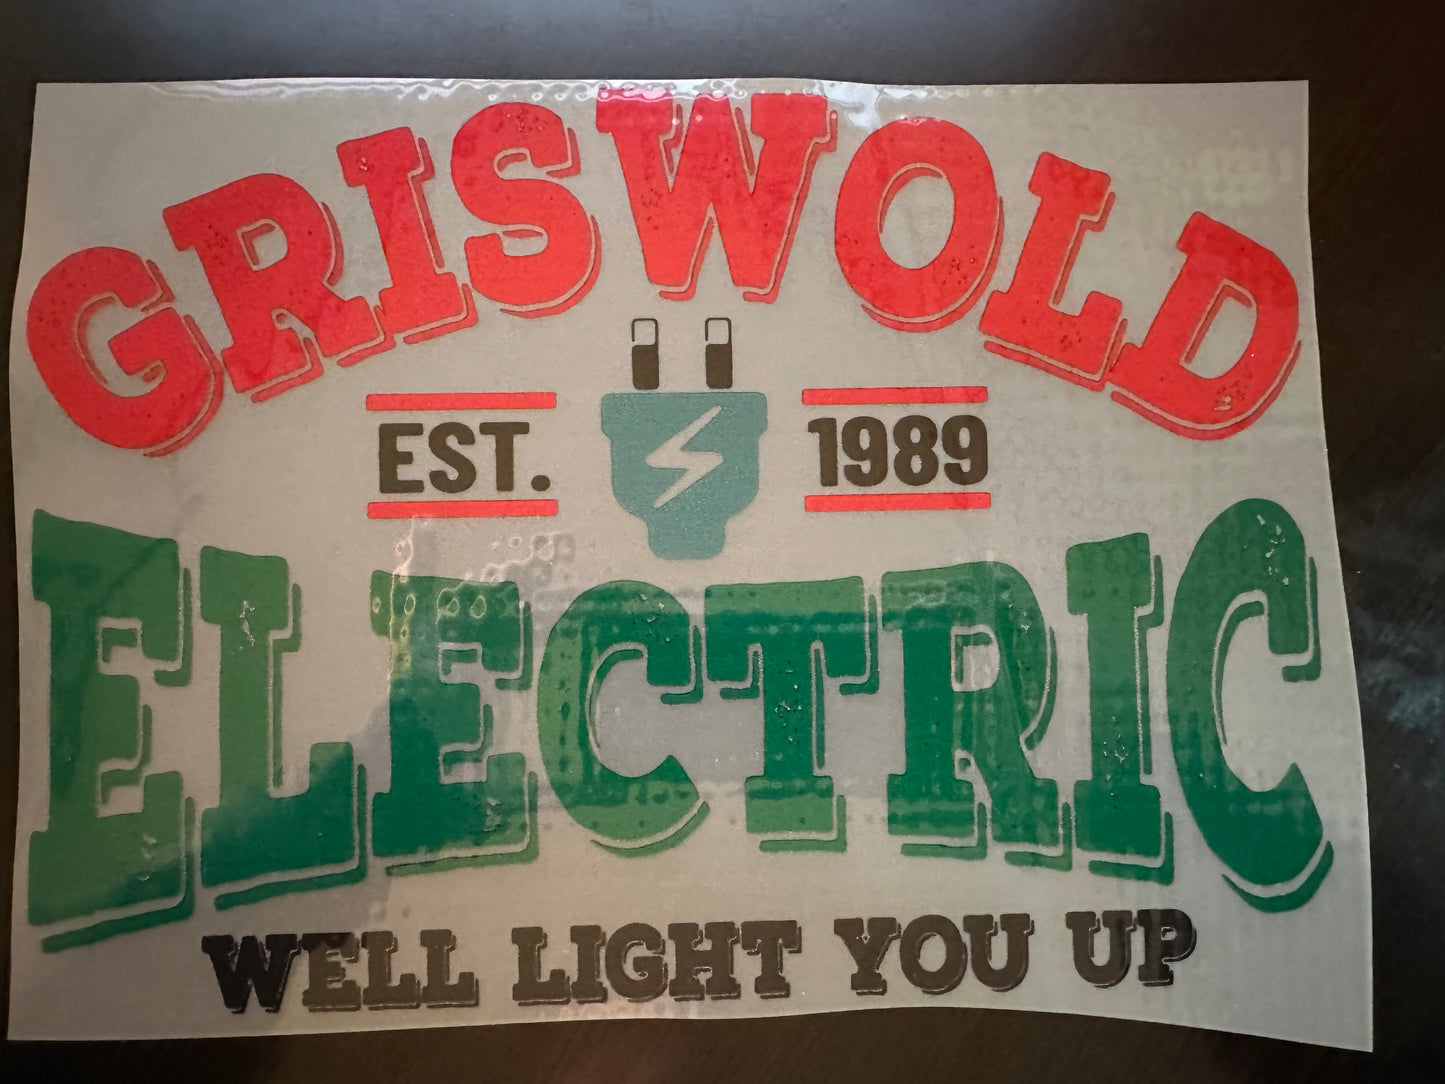 GRISWOLD
EST. 1989
ELECTRIC
WELL LIGHT YOU UP